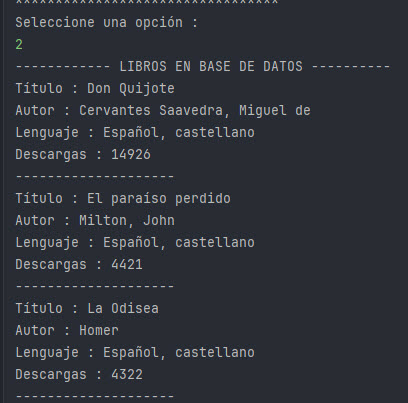 *********************************
Seleccione una opción :
2
------------ LIBROS EN BASE DE DATOS ----------
Título : Don Quijote
Autor : Cervantes Saavedra, Miguel de
Lenguaje : Español, castellano
Descargas : 14926
--------------------
Título : El paraíso perdido
Autor : Milton, John
Lenguaje : Español, castellano
Descargas : 4421
--------------------
Título : La Odisea
Autor : Homer
Lenguaje : Español, castellano
Descargas : 4322
--------------------